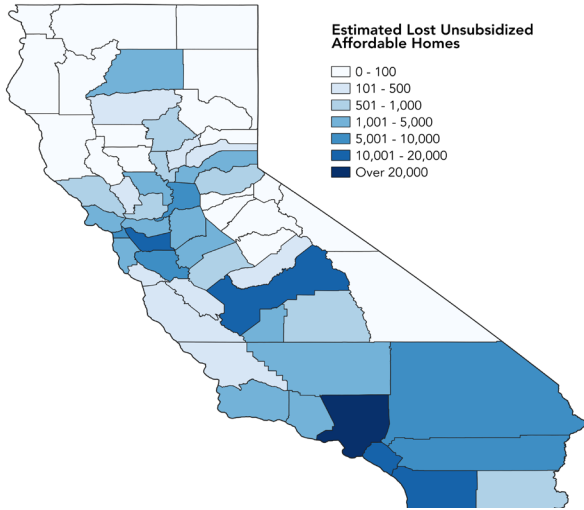 Estimated Lost Unsubsidized
Affordable Homes
0 - 100
101 - 500
501 - 1,000
1,001 - 5,000
5,001 - 10,000
10,001 - 20,000
Over 20,000